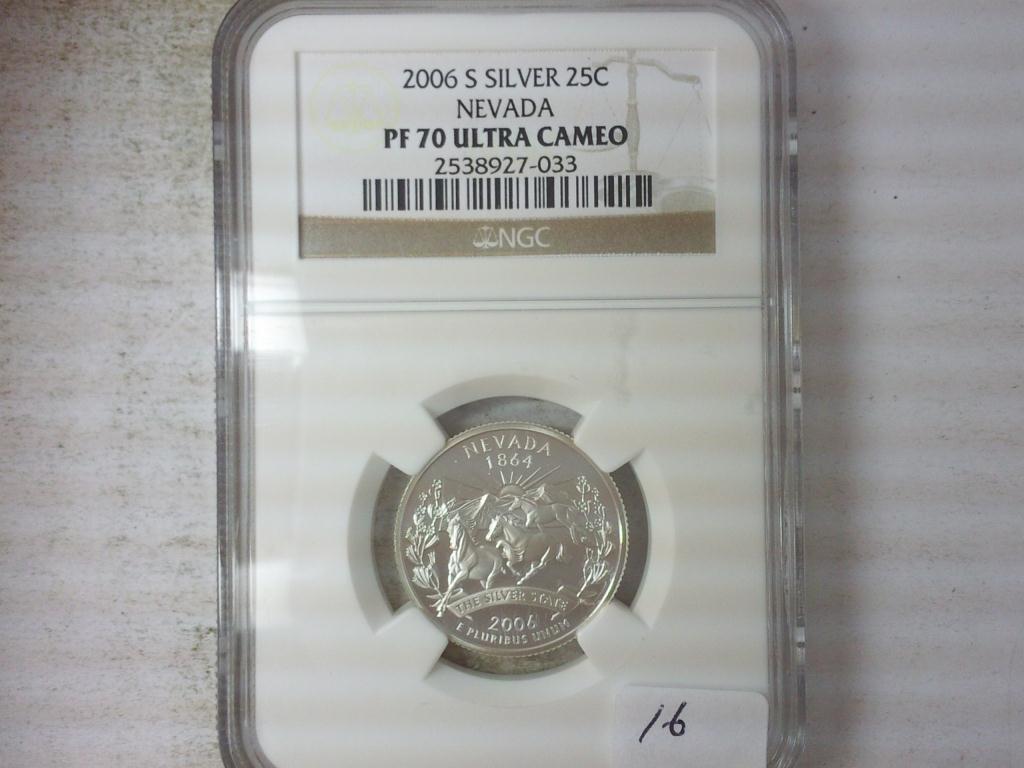 2006 S SILVER 25C
NEVADA
PF 70 ULTRA CAMEO
2538927-033
NGC
NEVADA
1864
THE SILVER STATE
2006
E PLURIBUS UNUM
16